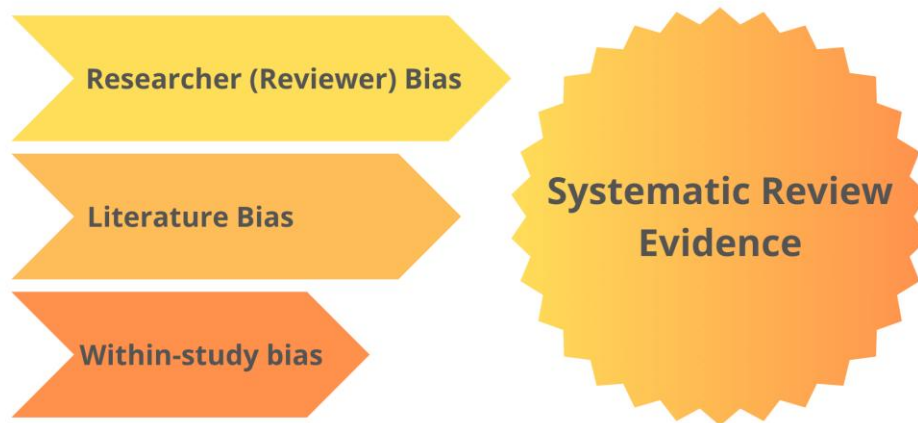 Researcher (Reviewer) Bias
Literature Bias
Within-study bias
Systematic Review
Evidence